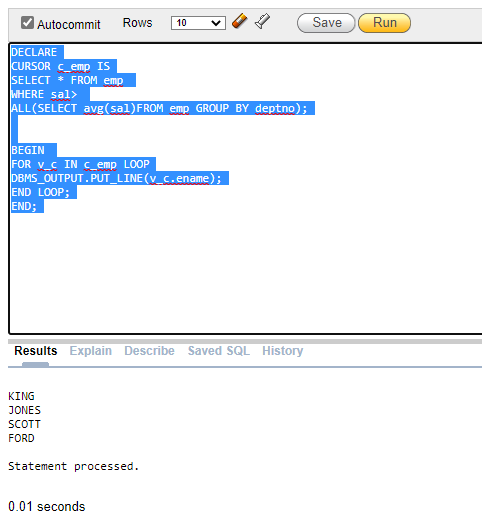 Autocommit Rows 10 Save Run
DECLARE
CURSOR c_emp IS
SELECT * FROM emp
WHERE sal>
ALL(SELECT avg(sal)FROM emp GROUP BY deptno);
BEGIN
FOR v_c IN c_emp LOOP
DBMS_OUTPUT.PUT_LINE(v_c.ename);
END LOOP;
END;
Results Explain Describe Saved SQL History
KING
JONES
SCOTT
FORD
Statement processed.
0.01 seconds